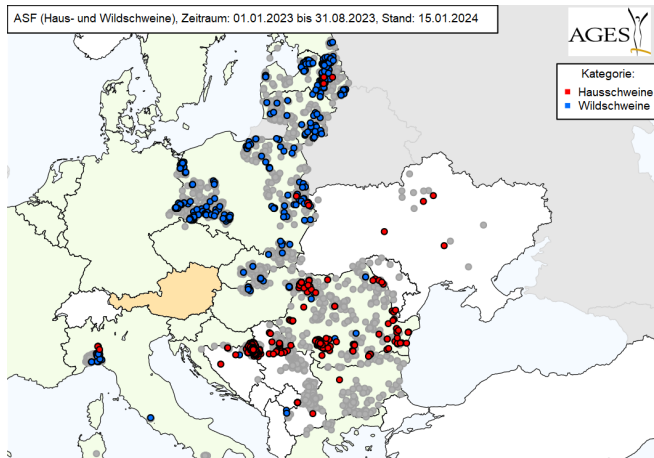 ASF (Haus- und Wildschweine), Zeitraum: 01.01.2023 bis 31.08.2023, Stand: 15.01.2024
AGES
Kategorie:
Hausschweine
Wildschweine